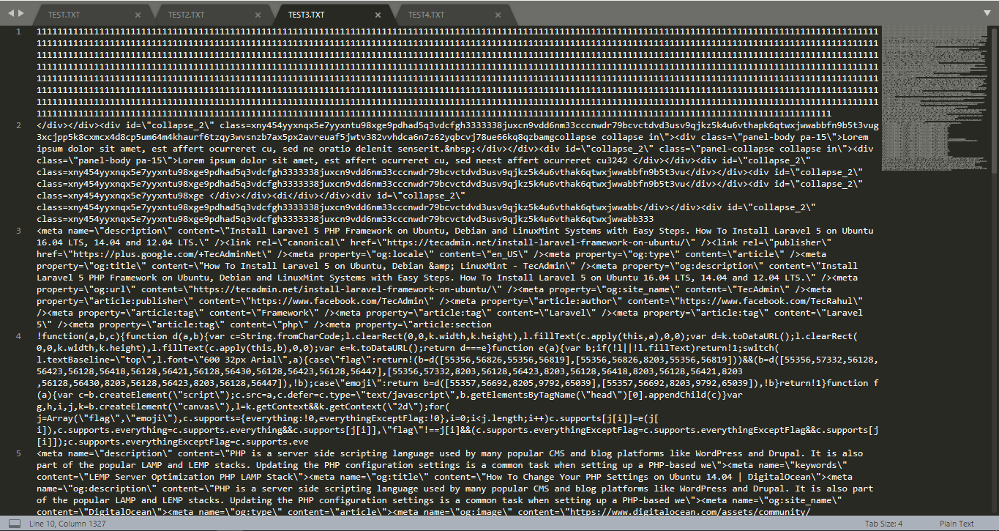 TEST.TXT
TEST2.TXT
TEST3.TXT
TEST4.TXT
1 11111111111111111111111111111111111111111111111111111111111111111111111111111111111111111111111111111111111111111111111111111111111111111111111111111111111111111
11111111111111111111111111111111111111111111111111111111111111111111111111111111111111111111111111111111111111111111111111111111111111111111111111111111111111111
11111111111111111111111111111111111111111111111111111111111111111111111111111111111111111111111111111111111111111111111111111111111111111111111111111111111111111
11111111111111111111111111111111111111111111111111111111111111111111111111111111111111111111111111111111111111111111111111111111111111111111111111111111111111111
11111111111111111111111111111111111111111111111111111111111111111111111111111111111111111111111111111111111111111111111111111111111111111111111111111111111111111
11111111111111111111111111111111111111111111111111111111111111111111111111111111111111111111111111111111111111111111111111111111111111111111111111111111111111111
11111111111111111111111111111111111111111111111111111111111111111111111111111111111111111111111111111111111111111111111111111111111111111111111111111111111111111
11111111111111111111111111111111111111111111111111111111111111111111111111111111111111111111111111111111111111111111111111111111111111111111111111111111
2 </div></div><div id=\"collapse_2\" class=xny454yyxnqx5e7yyxntu98xge9pdhad5q3vdcfgh3333338juxcn9vdd6nm33cccnwdr79bcvctdvd3usv9qjkz5k4u6vthapk6qtwxjwwabbfn9b5t3vug
3xcjpp5k8cxmcx4d8cp5um64m4khaurf6tzqy3wvsnzb7ax5px2avreuaf5jwtv382vvhdca6n7z62yqbcvj78ue66kq8qzbamgcollapse collapse in\"><div class=\"panel-body pa-15\">Lorem
ipsum dolor sit amet, est affert ocurreret cu, sed ne oratio delenit senserit.&nbsp;</div></div><div id=\"collapse_2\" class=\"panel-collapse collapse in\"><div
class=\"panel-body pa-15\">Lorem ipsum dolor sit amet, est affert ocurreret cu, sed neest affert ocurreret cu3242 </div></div><div id=\"collapse_2\"
class=xny454yyxnqx5e7yyxntu98xge9pdhad5q3vdcfgh3333338juxcn9vdd6nm33cccnwdr79bcvctdvd3usv9qjkz5k4u6vthak6qtwxjwwabbfn9b5t3vu</div></div><div id=\"collapse_2\"
class=xny454yyxnqx5e7yyxntu98xge9pdhad5q3vdcfgh3333338juxcn9vdd6nm33cccnwdr79bcvctdvd3usv9qjkz5k4u6vthak6qtwxjwwabbfn9b5t3v</div></div><div id=\"collapse_2\"
class=xny454yyxnqx5e7yyxntu98xge </div></div><di</div></div><div id=\"collapse_2\"
class=xny454yyxnqx5e7yyxntu98xge9pdhad5q3vdcfgh3333338juxcn9vdd6nm33cccnwdr79bcvctdvd3usv9qjkz5k4u6vthak6qtwxjwwabb</div></div><div id=\"collapse_2\"
class=xny454yyxnqx5e7yyxntu98xge9pdhad5q3vdcfgh3333338juxcn9vdd6nm33cccnwdr79bcvctdvd3usv9qjkz5k4u6vthak6qtwxjwwabb333
3 <meta name=\"description\" content=\"Install Laravel 5 PHP Framework on Ubuntu, Debian and LinuxMint Systems with Easy Steps. How To Install Laravel 5 on Ubuntu
16.04 LTS, 14.04 and 12.04 LTS.\" /><link rel=\"canonical\" href=\"https://tecadmin.net/install-laravel-framework-on-ubuntu/\" /><link rel=\"publisher\"
href=\"https://plus.google.com/+TecAdminNet\" /><meta property=\"og:locale\" content=\"en_US\" /><meta property=\"og:type\" content=\"article\" /><meta
property=\"og:title\" content=\"How To Install Laravel 5 on Ubuntu, Debian &amp; LinuxMint - TecAdmin\" /><meta property=\"og:description\" content=\"Install
Laravel 5 PHP Framework on Ubuntu, Debian and LinuxMint Systems with Easy Steps. How To Install Laravel 5 on Ubuntu 16.04 LTS, 14.04 and 12.04 LTS.\" /><meta
property=\"og:url\" content=\"https://tecadmin.net/install-laravel-framework-on-ubuntu/\" /><meta property=\"og:site_name\" content=\"TecAdmin\" /><meta
property=\"article:publisher\" content=\"https://www.facebook.com/TecAdmin\" /><meta property=\"article:author\" content=\"https://www.facebook.com/TecRahul\"
/><meta property=\"article:tag\" content=\"Framework\" /><meta property=\"article:tag\" content=\"Laravel\" /><meta property=\"article:tag\" content=\"Laravel
5\" /><meta property=\"article:tag\" content=\"php\" /><meta property=\"article:section
4 !function(a,b,c){function d(a,b){var c=String.fromCharCode;l.clearRect(0,0,k.width,k.height),l.fillText(c.apply(this,a),0,0);var d=k.toDataURL();l.clearRect(
0,0,k.width,k.height),l.fillText(c.apply(this,b),0,0);var e=k.toDataURL();return d===e}function e(a){var b;if(!l||!l.fillText)return!1;switch(
l.textBaseline=\"top\",l.font=\"600 32px Arial\",a){case\"flag\":return!(b=d([55356,56826,55356,56819],[55356,56826,8203,55356,56819]))&&(b=d([55356,57332,56128,
56423,56128,56418,56128,56421,56128,56430,56128,56423,56128,56447],[55356,57332,8203,56128,56423,8203,56128,56418,8203,56128,56421,8203
,56128,56430,8203,56128,56423,8203,56128,56447]),!b);case\"emoji\":return b=d([55357,56692,8205,9792,65039],[55357,56692,8203,9792,65039]),!b}return!1}function f
(a){var c=b.createElement(\"script\");c.src=a,c.defer=c.type=\"text/javascript\",b.getElementsByTagName(\"head\")[0].appendChild(c)}var
g,h,i,j,k=b.createElement(\"canvas\"),l=k.getContext&&k.getContext(\"2d\");for(
j=Array(\"flag\",\"emoji\"),c.supports={everything:!0,everythingExceptFlag:!0},i=0;i<j.length;i++)c.supports[j[i]]=e(j[
i]),c.supports.everything=c.supports.everything&&c.supports[j[i]],\"flag\"!==j[i]&&(c.supports.everythingExceptFlag=c.supports.everythingExceptFlag&&c.supports[j
[i]]);c.supports.everythingExceptFlag=c.supports.eve
5 <meta name=\"description\" content=\"PHP is a server side scripting language used by many popular CMS and blog platforms like WordPress and Drupal. It is also
part of the popular LAMP and LEMP stacks. Updating the PHP configuration settings is a common task when setting up a PHP-based we\"><meta name=\"keywords\"
content=\"LEMP Server Optimization PHP LAMP Stack\"><meta name=\"og:title\" content=\"How To Change Your PHP Settings on Ubuntu 14.04 | DigitalOcean\"><meta
name=\"og:description\" content=\"PHP is a server side scripting language used by many popular CMS and blog platforms like WordPress and Drupal. It is also part
of the popular LAMP and LEMP stacks. Updating the PHP configuration settings is a common task when setting up a PHP-based we\"><meta name=\"og:site_name\"
content=\"DigitalOcean\"><meta name=\"og:type\" content=\"article\"><meta name=\"og:image\" content=\"https://www.digitalocean.com/assets/community/
Line 10, Column 1327
Tab Size: 4
Plain Text